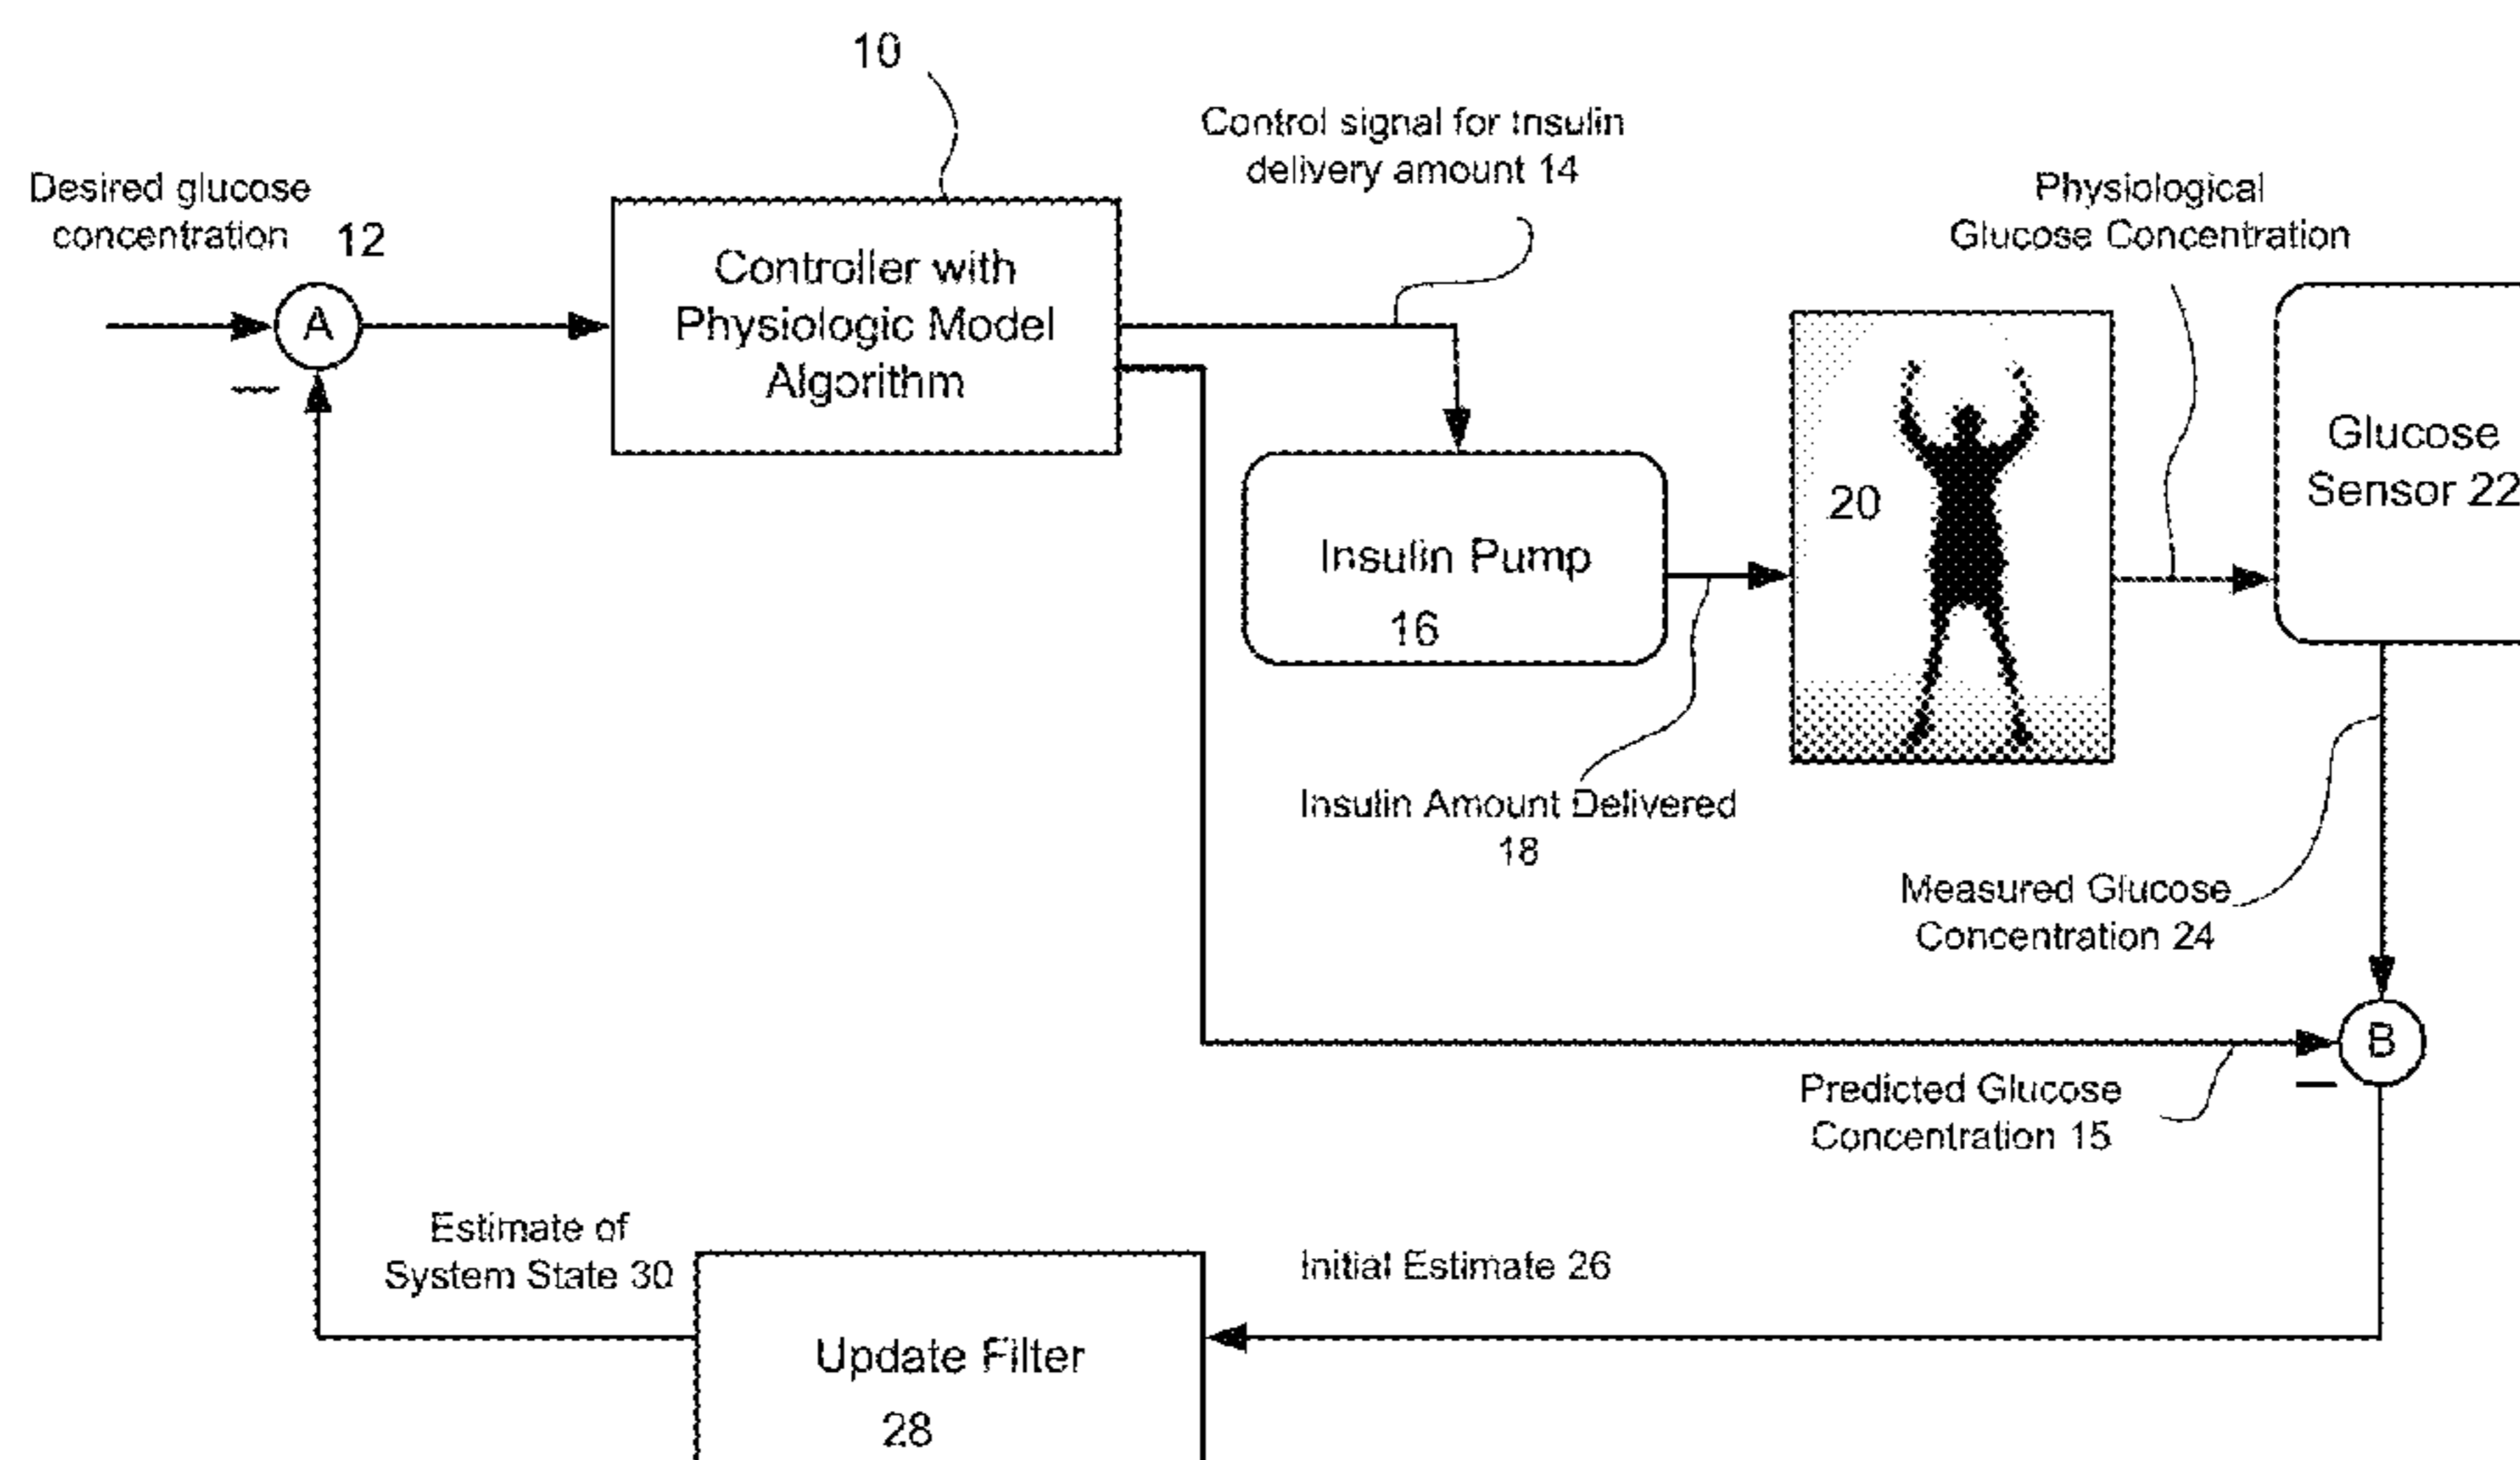 10
Control signal for Insulin
delivery amount 14
Desired glucose
concentration 12
Physiological
Glucose Concentration
A
Controller with
Physiologic Model
Algorithm
Glucose
Sensor 22
20
Insulin Pump
16
Insulin Amount Delivered
18
Measured Glucose
Concentration 24
B
Predicted Glucose
Concentration 15
Estimate of
System State 30
Initial Estimate 26
Update Filter
28